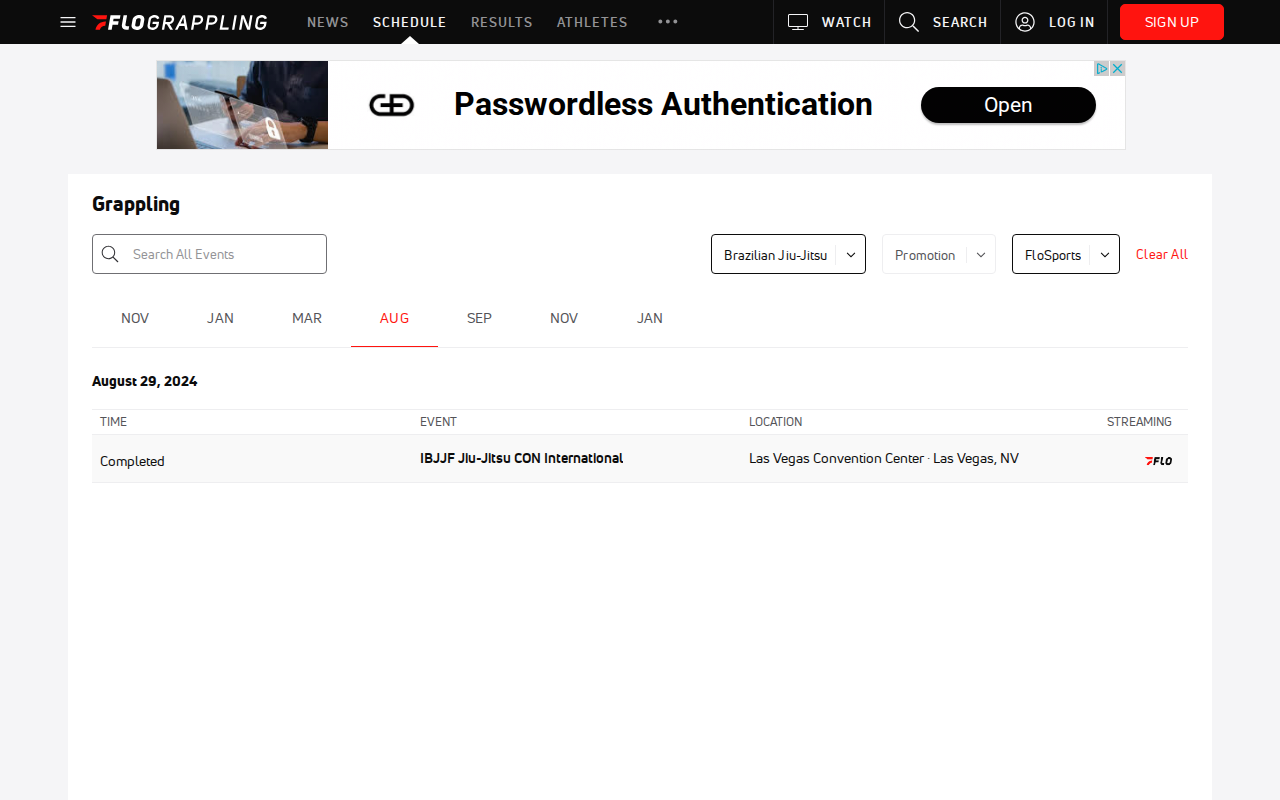 FLOGRAPPLING NEWS SCHEDULE RESULTS ATHLETES WATCH SEARCH LOG IN SIGN UP
Passwordless Authentication Open
Grappling
Search All Events Brazilian Jiu-Jitsu Promotion FloSports Clear All
NOV JAN MAR AUG SEP NOV JAN
August 29, 2024
TIME EVENT LOCATION STREAMING
Completed IBJJF Jiu-Jitsu CON International Las Vegas Convention Center · Las Vegas, NV FLO